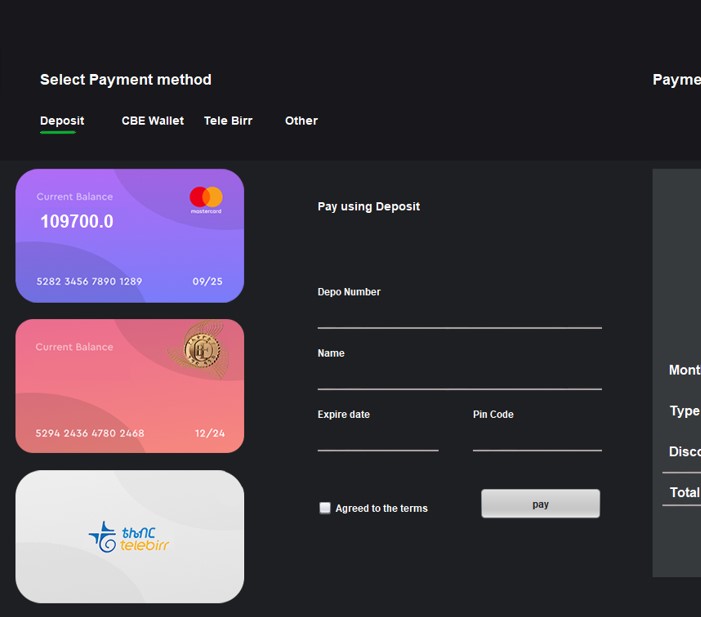 Select Payment method
Deposit
CBE Wallet
Tele Birr
Other
Current Balance
109700.0
mastercard
5282 3456 7890 1289
09/25
Current Balance
5294 2436 4780 2468
12/24
ቴሌብር
telebirr
Pay using Deposit
Depo Number
Name
Expire date
Pin Code
Agreed to the terms
pay
Payme
Mont
Type
Disco
Total